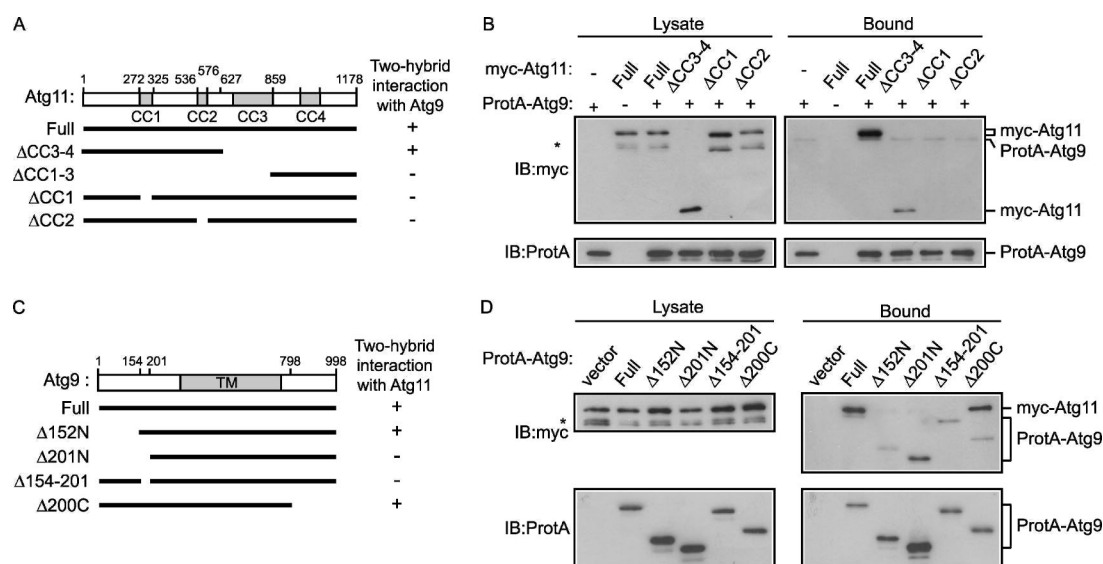 A
1 272 325 536 576 627 859 1178
Two-hybrid
interaction
with Atg9
Atg11:
CC1 CC2 CC3 CC4
Full +
ΔCC3-4 +
ΔCC1-3 -
ΔCC1 -
ΔCC2 -
B
Lysate Bound
myc-Atg11: - Full Full ΔCC3-4 ΔCC1 ΔCC2 - Full Full ΔCC3-4 ΔCC1 ΔCC2
ProtA-Atg9: + - + + + + + - + + + +
myc-Atg11
* ProtA-Atg9
IB:myc
myc-Atg11
IB:ProtA ProtA-Atg9
C
1 154 201 798 998
Two-hybrid
interaction
with Atg11
Atg9 : TM
Full +
Δ152N +
Δ201N -
Δ154-201 -
Δ200C +
D
Lysate Bound
ProtA-Atg9: vector Full Δ152N Δ201N Δ154-201 Δ200C vector Full Δ152N Δ201N Δ154-201 Δ200C
myc-Atg11
*
IB:myc ProtA-Atg9
IB:ProtA ProtA-Atg9